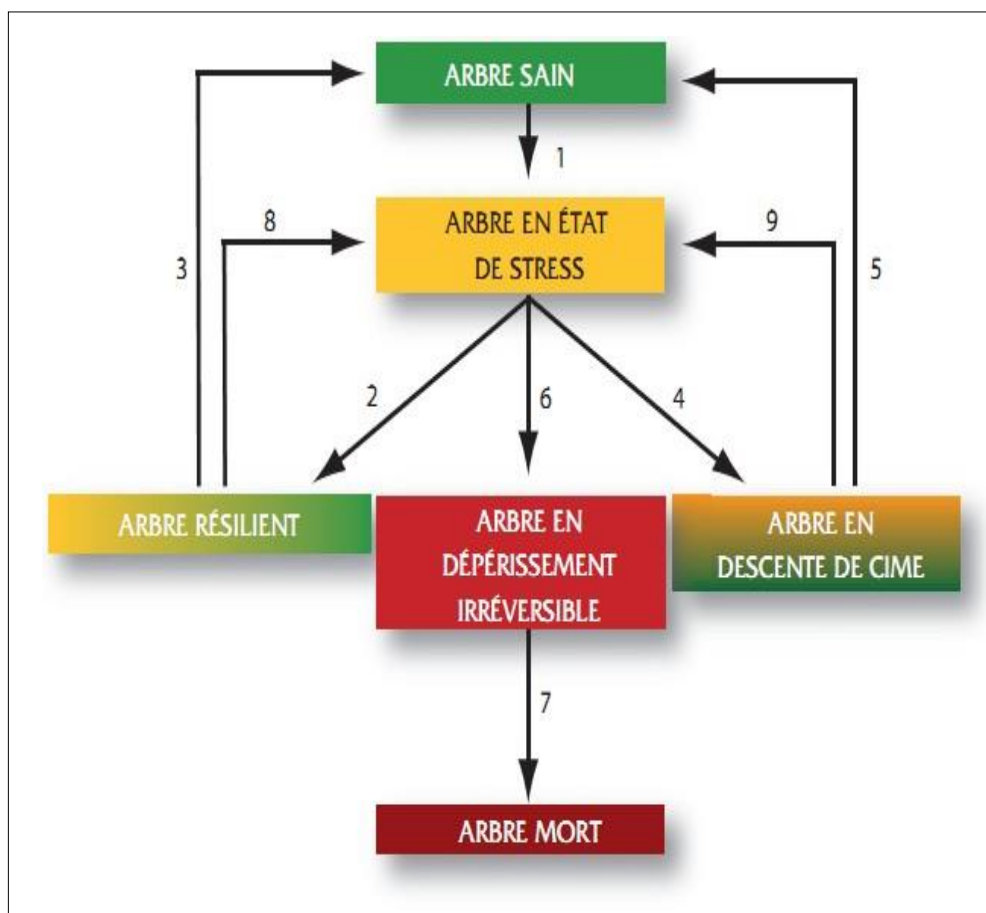 ARBRE SAIN
1
ARBRE EN ÉTAT
DE STRESS
8
9
3
5
2
6
4
ARBRE RÉSILIENT
ARBRE EN
DÉPÉRISSEMENT
IRRÉVERSIBLE
ARBRE EN
DESCENTE DE CIME
7
ARBRE MORT